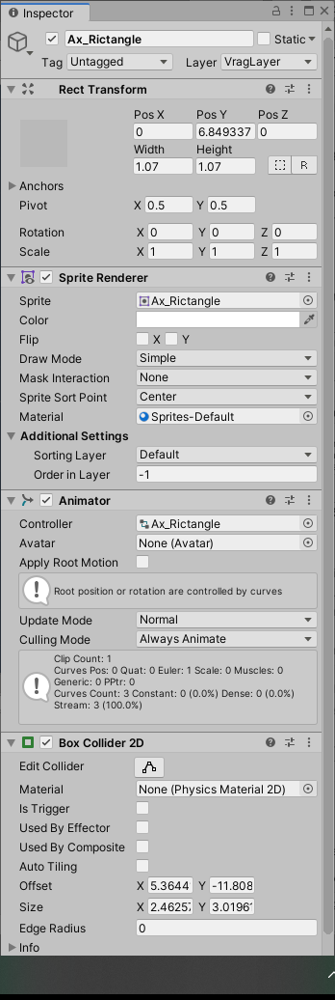 Inspector
Ax_Rictangle Static
Tag Untagged Layer VragLayer
Rect Transform
Pos X Pos Y Pos Z
0 6.849337 0
Width Height
1.07 1.07 R
Anchors
Pivot X 0.5 Y 0.5
Rotation X 0 Y 0 Z 0
Scale X 1 Y 1 Z 1
Sprite Renderer
Sprite Ax_Rictangle
Color
Flip X Y
Draw Mode Simple
Mask Interaction None
Sprite Sort Point Center
Material Sprites-Default
Additional Settings
Sorting Layer Default
Order in Layer -1
Animator
Controller Ax_Rictangle
Avatar None (Avatar)
Apply Root Motion
Root position or rotation are controlled by curves
Update Mode Normal
Culling Mode Always Animate
Clip Count: 1
Curves Pos: 0 Quat: 0 Euler: 1 Scale: 0 Muscles: 0
Generic: 0 PPtr: 0
Curves Count: 3 Constant: 0 (0.0%) Dense: 0 (0.0%)
Stream: 3 (100.0%)
Box Collider 2D
Edit Collider
Material None (Physics Material 2D)
Is Trigger
Used By Effector
Used By Composite
Auto Tiling
Offset X 5.3644 Y -11.808
Size X 2.4625 Y 3.0196
Edge Radius 0
Info